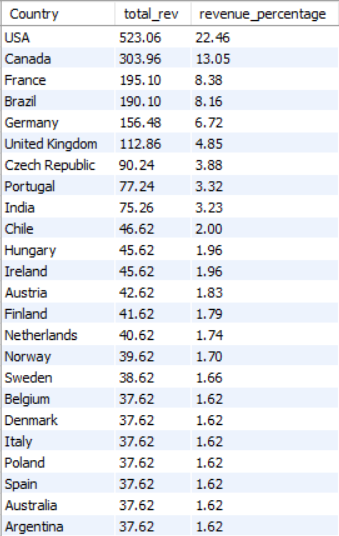 Country total_rev revenue_percentage
USA 523.06 22.46
Canada 303.96 13.05
France 195.10 8.38
Brazil 190.10 8.16
Germany 156.48 6.72
United Kingdom 112.86 4.85
Czech Republic 90.24 3.88
Portugal 77.24 3.32
India 75.26 3.23
Chile 46.62 2.00
Hungary 45.62 1.96
Ireland 45.62 1.96
Austria 42.62 1.83
Finland 41.62 1.79
Netherlands 40.62 1.74
Norway 39.62 1.70
Sweden 38.62 1.66
Belgium 37.62 1.62
Denmark 37.62 1.62
Italy 37.62 1.62
Poland 37.62 1.62
Spain 37.62 1.62
Australia 37.62 1.62
Argentina 37.62 1.62